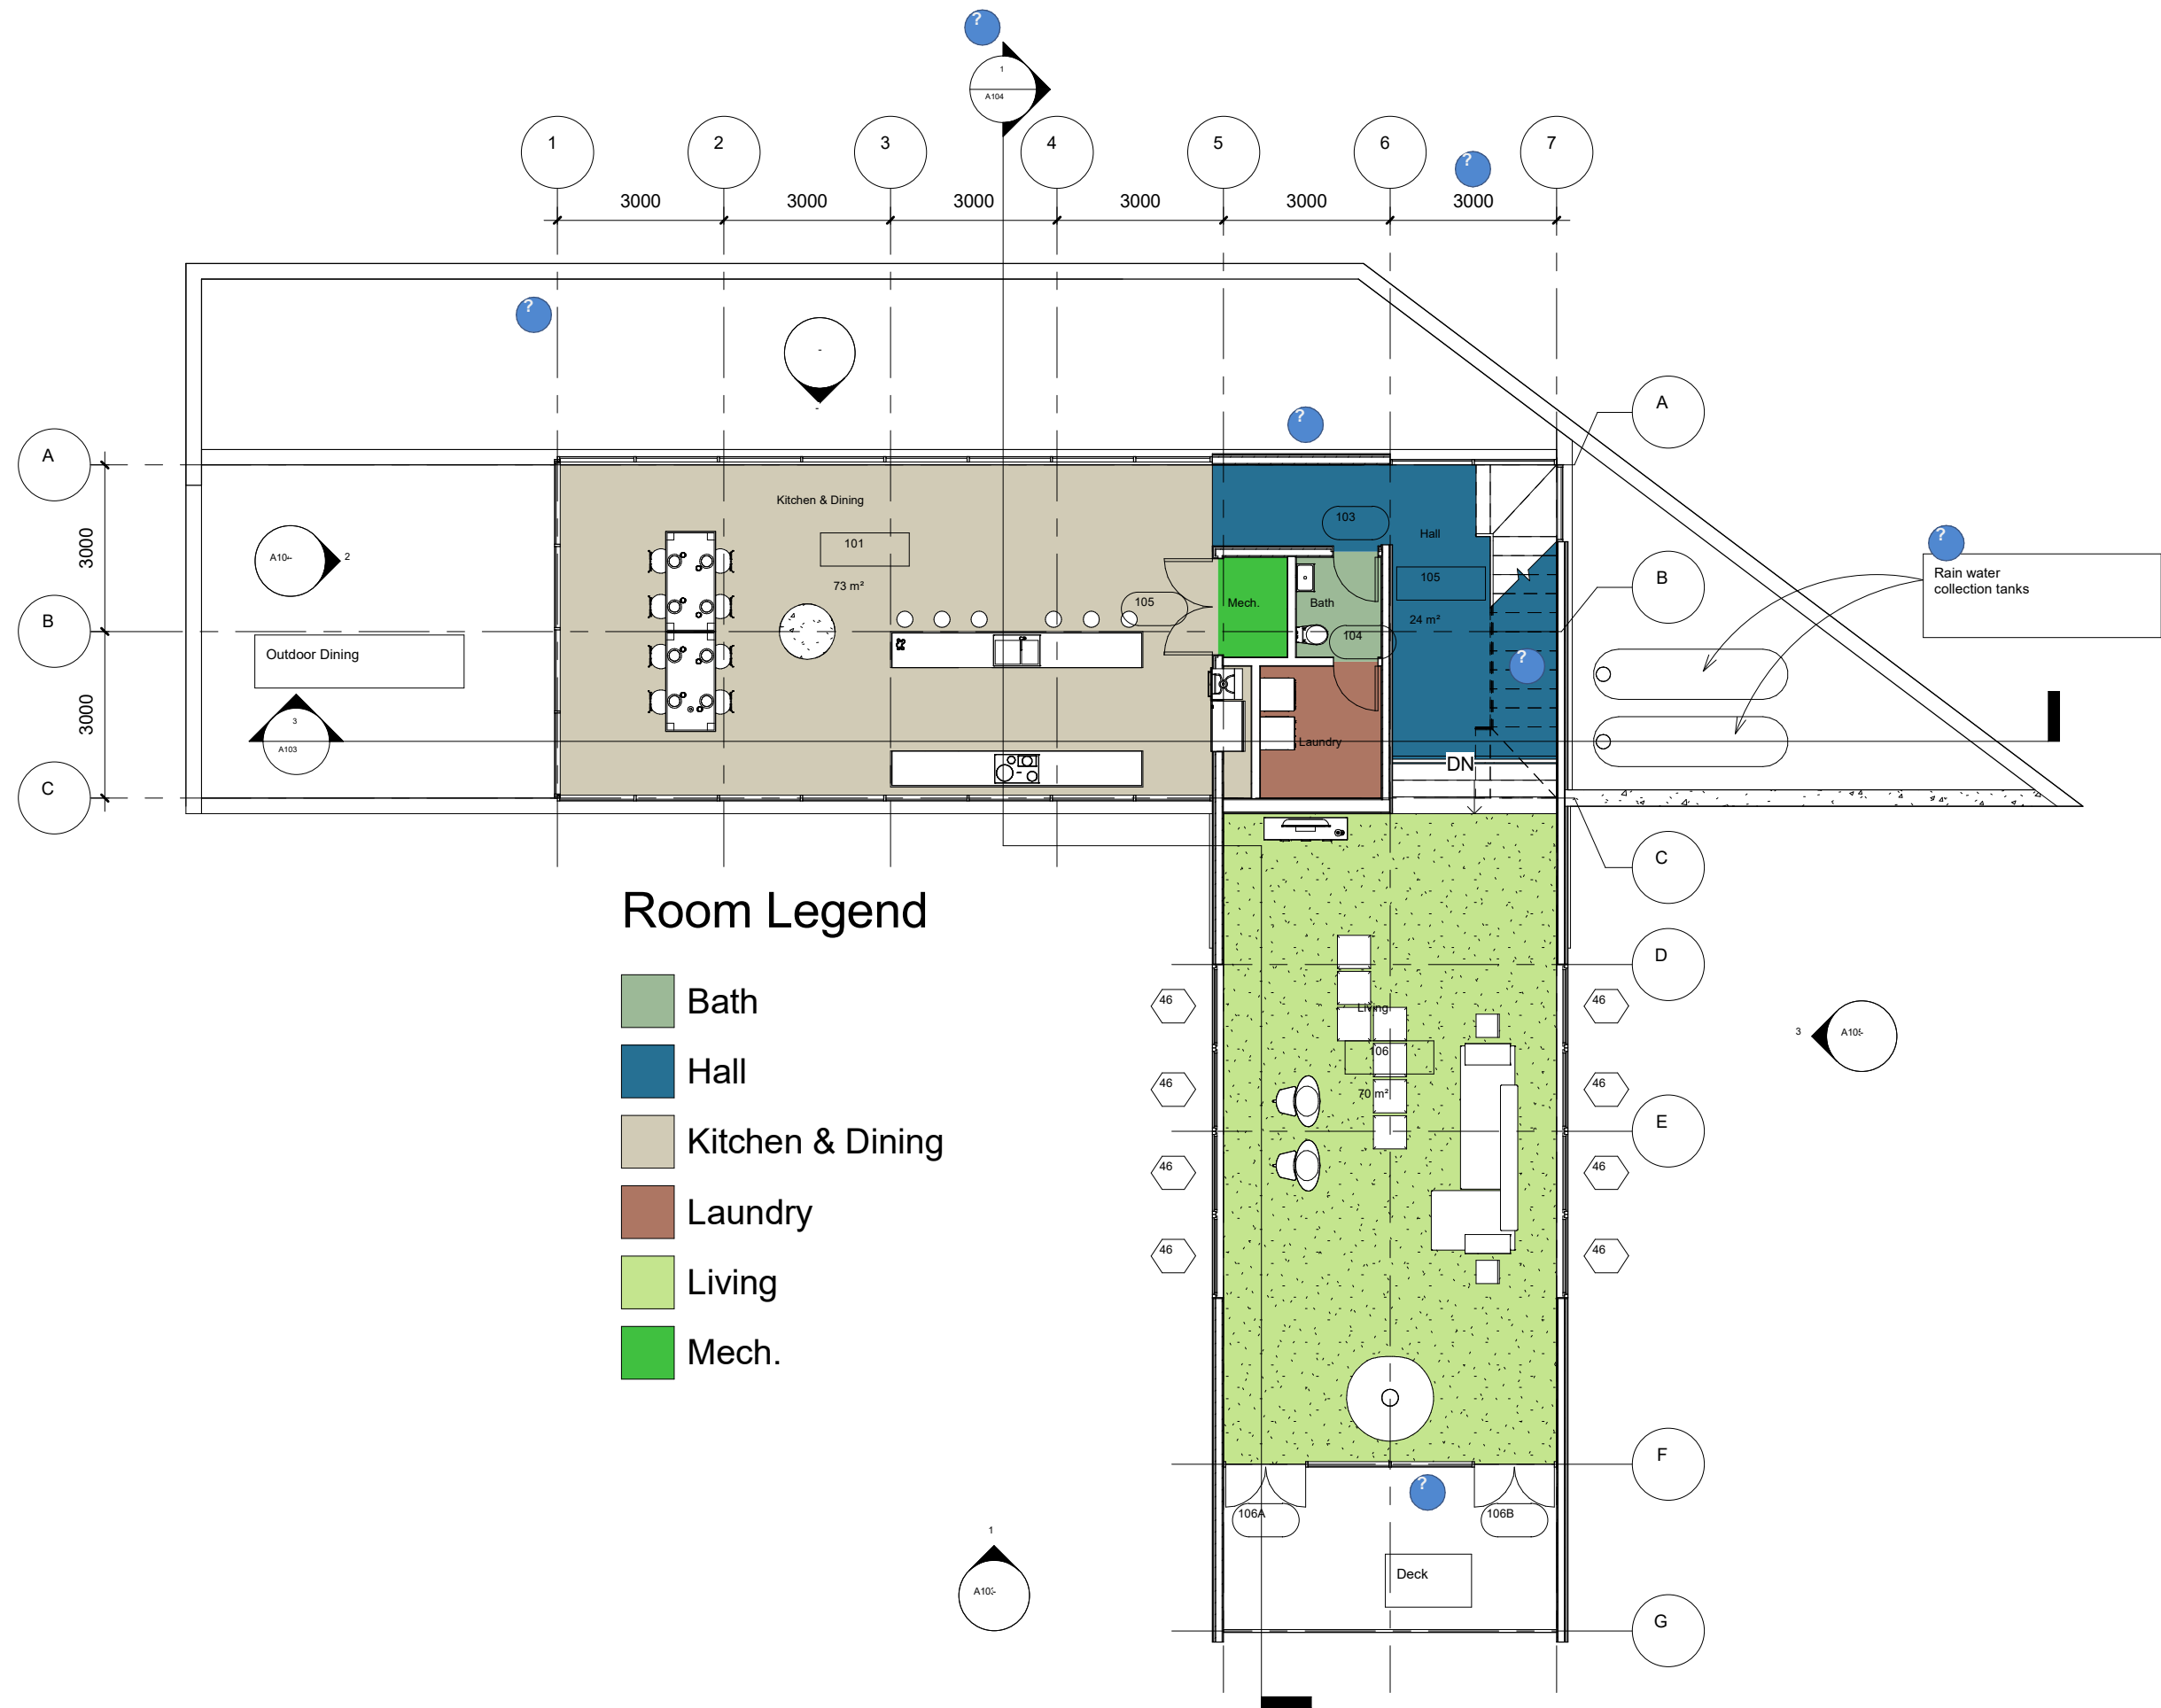 ?
1
A104
1
2
3
4
5
6
7
?
3000
3000
3000
3000
3000
3000
?
-
-
A
A
?
Kitchen & Dining
101
73 m²
103
Hall
105
24 m²
105
Mech.
Bath
104
B
B
3000
3000
2
Outdoor Dining
3
A103
C
?
Rain water
collection tanks
?
Laundry
DN
C
Room Legend
Bath
Hall
Kitchen & Dining
Laundry
Living
Mech.
D
46
46
46
46
46
46
46
46
Living
106
70 m²
3
E
F
?
106A
106B
1
Deck
G